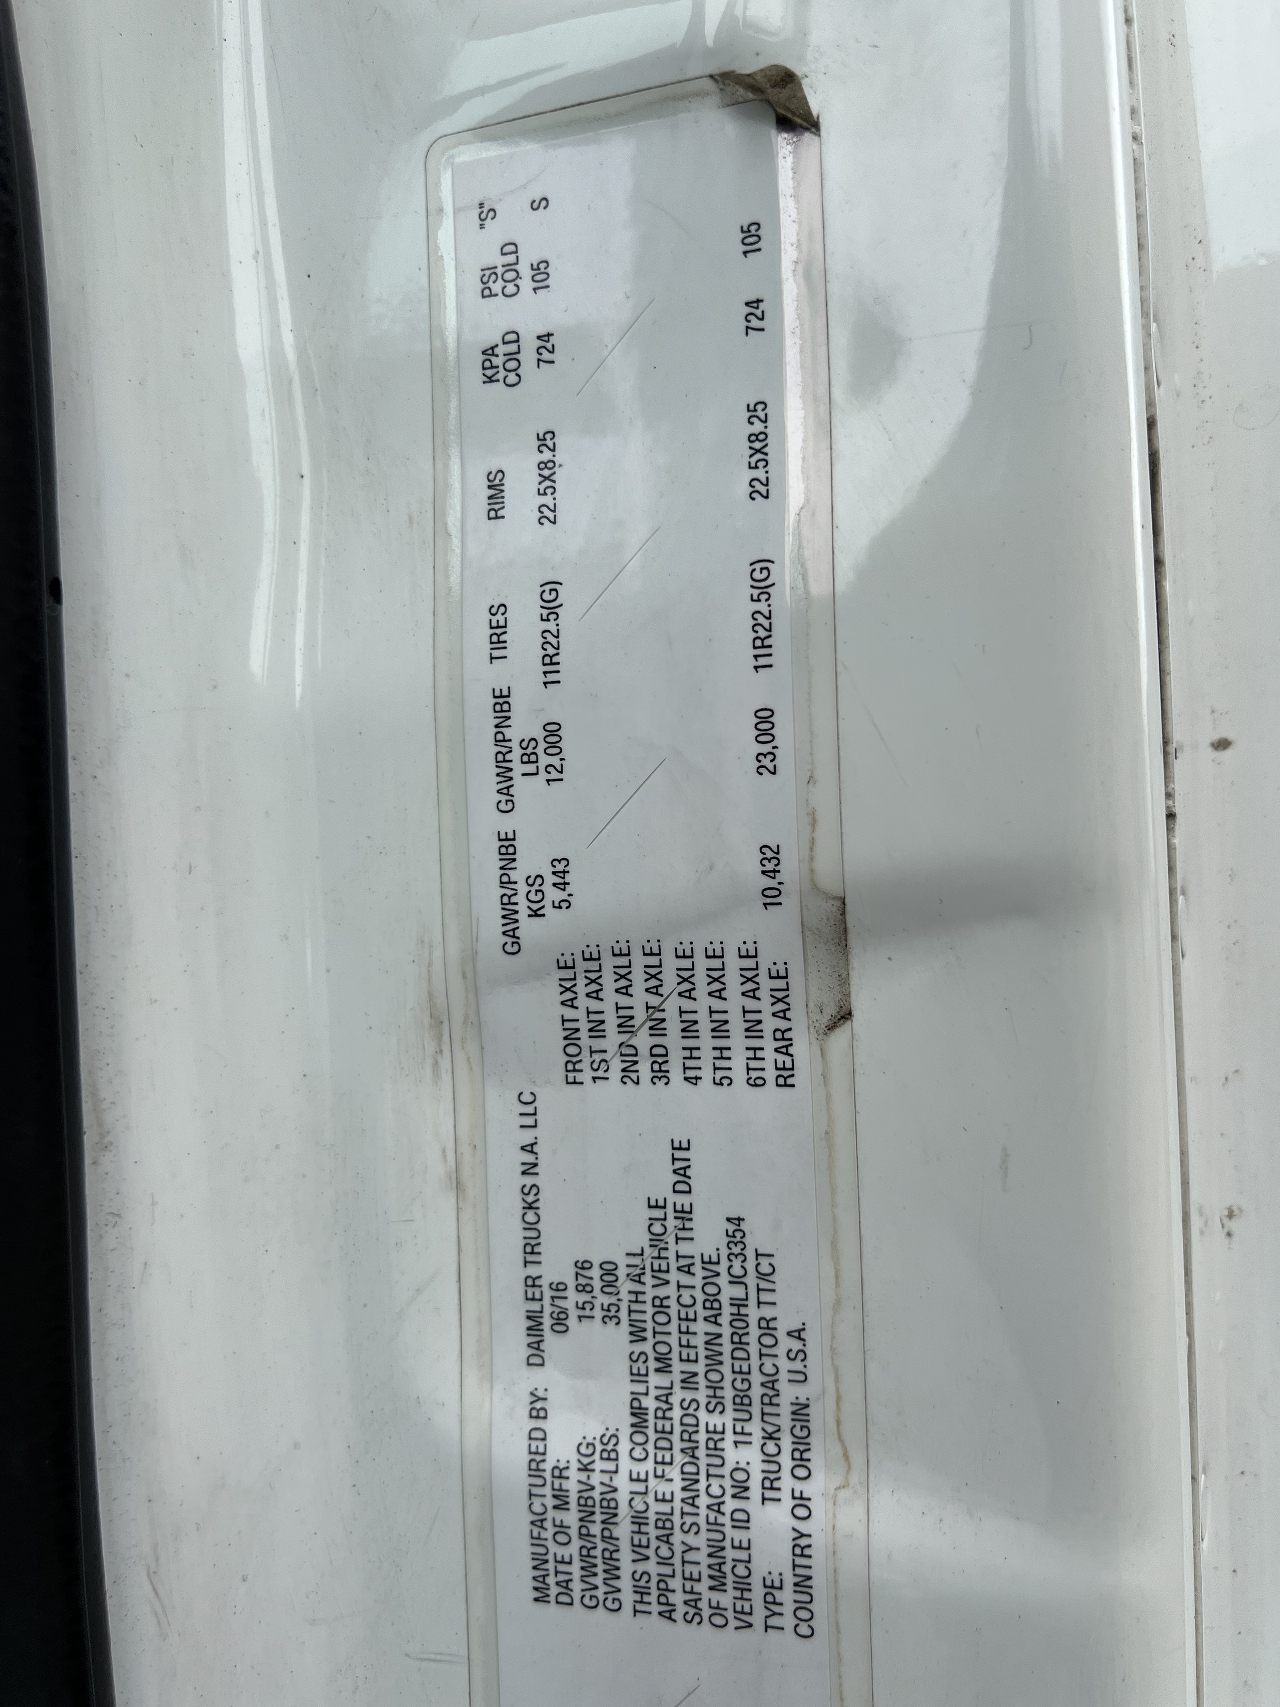 MANUFACTURED BY: DAIMLER TRUCKS N.A. LLC
DATE OF MFR: 06/16
GVWR/PNBV-KG: 15,876
GVWR/PNBV-LBS: 35,000
THIS VEHICLE COMPLIES WITH ALL
APPLICABLE FEDERAL MOTOR VEHICLE
SAFETY STANDARDS IN EFFECT AT THE DATE
OF MANUFACTURE SHOWN ABOVE.
VEHICLE ID NO: 1FUBGEDR0HLJC3354
TYPE: TRUCK/TRACTOR TT/CT
COUNTRY OF ORIGIN: U.S.A.
GAWR/PNBE GAWR/PNBE TIRES RIMS KPA PSI "S"
KGS LBS COLD COLD
FRONT AXLE: 5,443 12,000 11R22.5(G) 22.5X8.25 724 105 S
1ST INT AXLE:
2ND INT AXLE:
3RD INT AXLE:
4TH INT AXLE:
5TH INT AXLE:
6TH INT AXLE:
REAR AXLE: 10,432 23,000 11R22.5(G) 22.5X8.25 724 105